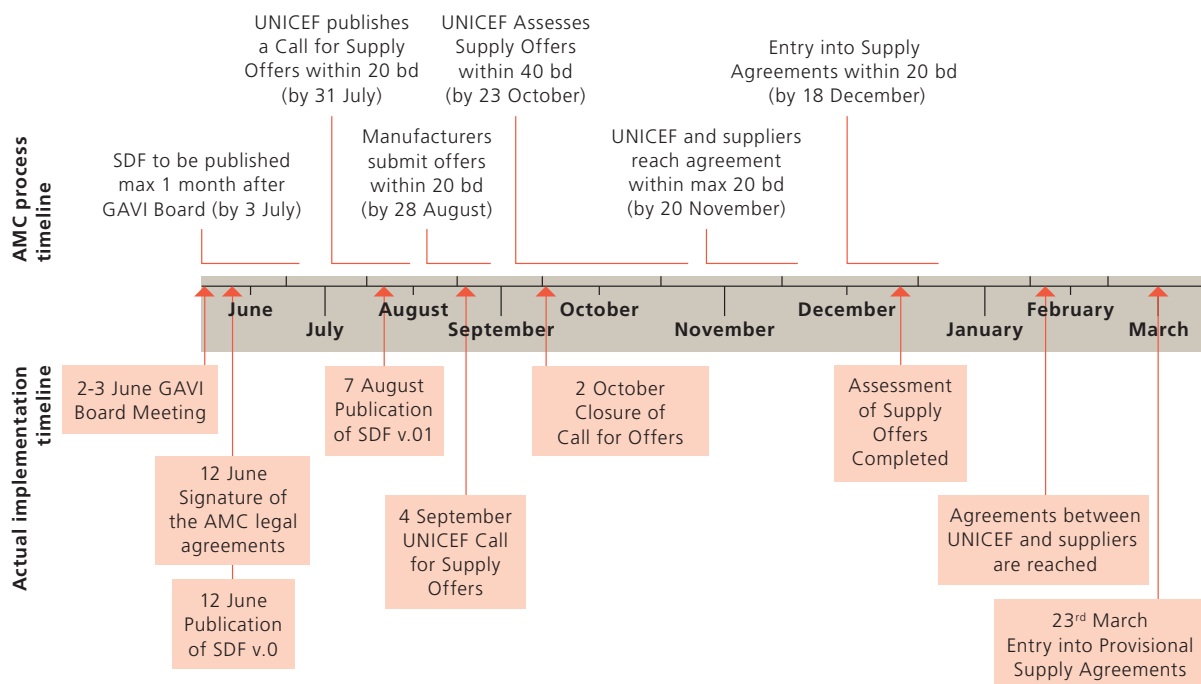 UNICEF publishes
a Call for Supply
Offers within 20 bd
(by 31 July)
UNICEF Assesses
Supply Offers
within 40 bd
(by 23 October)
Entry into Supply
Agreements within 20 bd
(by 18 December)
SDF to be published
max 1 month after
GAVI Board (by 3 July)
Manufacturers
submit offers
within 20 bd
(by 28 August)
UNICEF and suppliers
reach agreement
within max 20 bd
(by 20 November)
AMC process
timeline
June
July
August
September
October
November
December
January
February
March
Actual implementation
timeline
2-3 June GAVI
Board Meeting
7 August
Publication
of SDF v.01
2 October
Closure of
Call for Offers
Assessment
of Supply
Offers
Completed
12 June
Signature of
the AMC legal
agreements
4 September
UNICEF Call
for Supply
Offers
Agreements between
UNICEF and suppliers
are reached
12 June
Publication
of SDF v.0
23rd March
Entry into Provisional
Supply Agreements